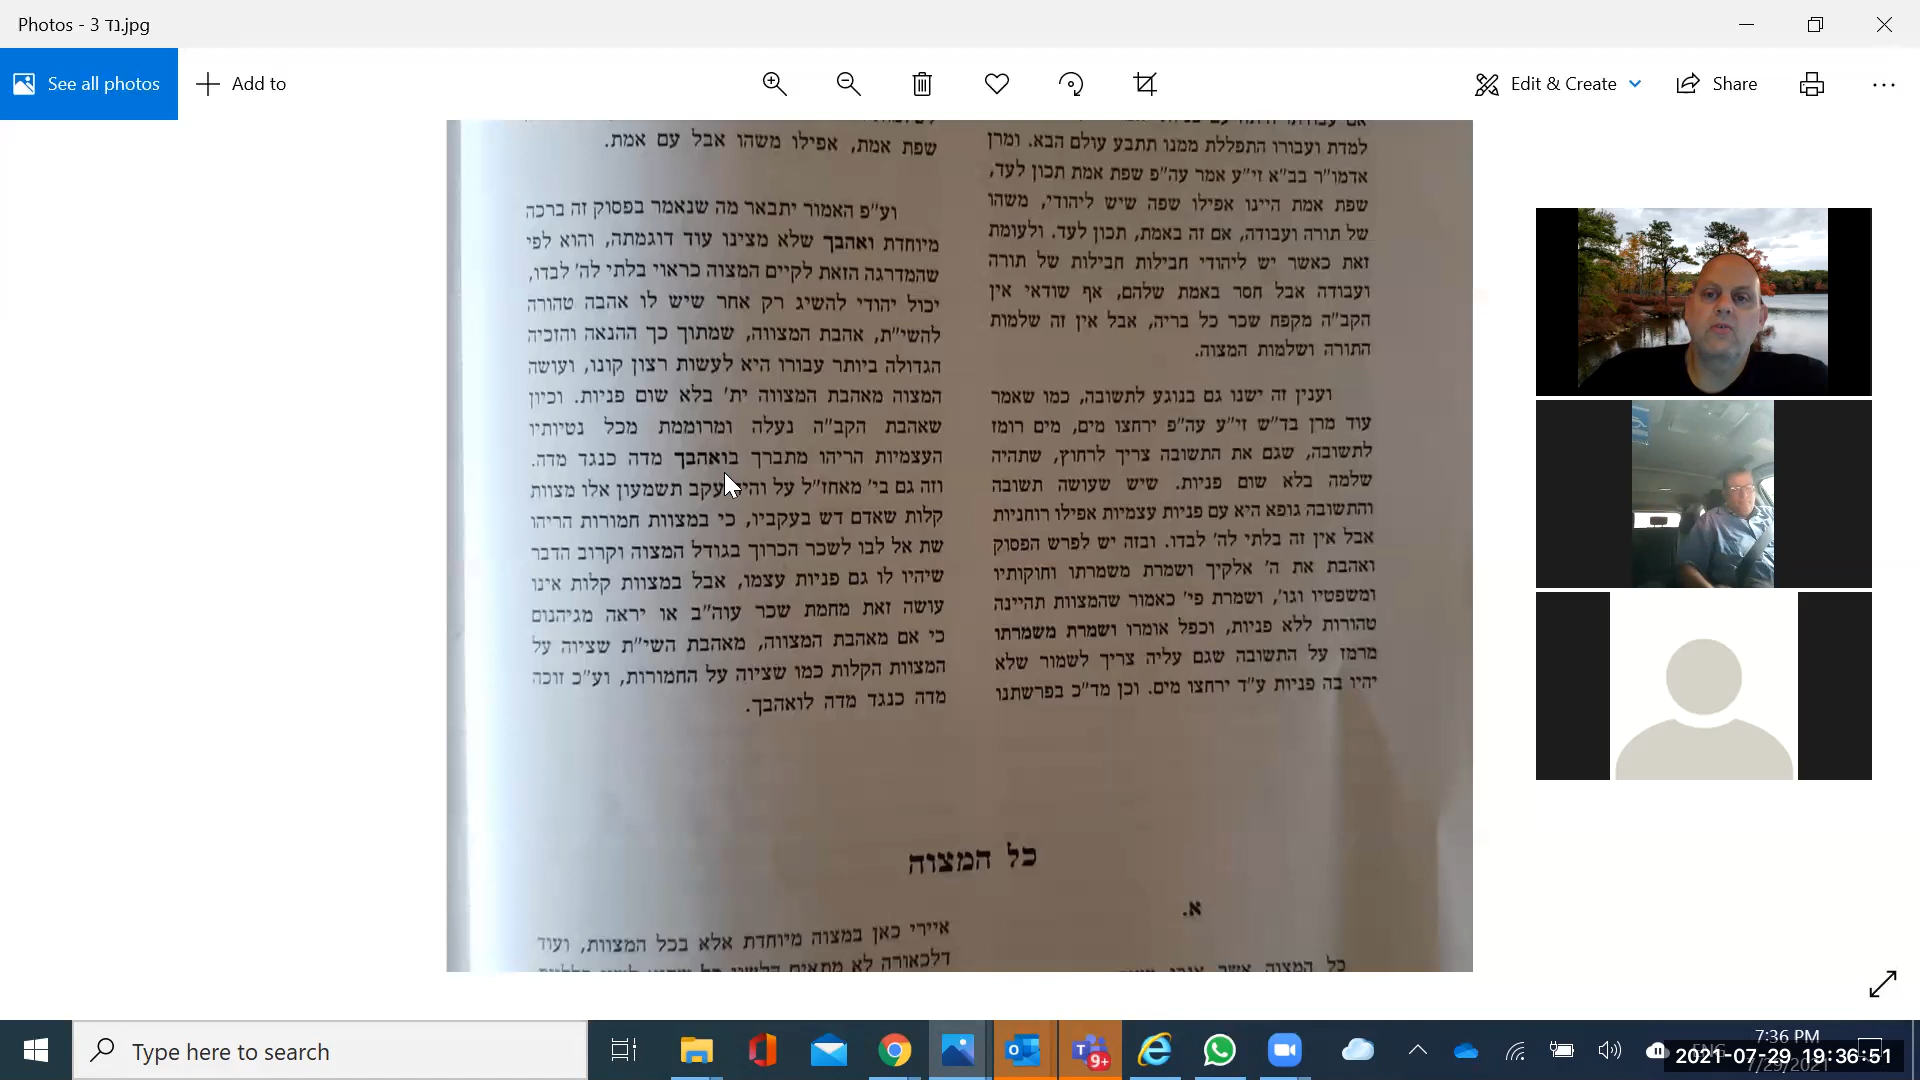 Photos - 3 נד.jpg
See all photos
Add to
Edit & Create
Share
למדת ועבורו התפללת ממנו תתבע עולם הבא. ומרן
אדמו"ר בב"א זי"ע אמר עה"פ שפת אמת תכון לעד,
שפת אמת היינו אפילו שפה שיש ליהודי, משהו
של תורה ועבודה, אם זה באמת, תכון לעד. ולעומת
זאת כאשר יש ליהודי חבילות חבילות של תורה
ועבודה אבל חסר באמת שלהם, אף שודאי אין
הקב"ה מקפח שכר כל בריה, אבל אין זה שלמות
התורה ושלמות המצוה.
וענין זה ישנו גם בנוגע לתשובה, כמו שאמר
עוד מרן בד"ש זי"ע עה"פ ירחצו מים, מים רומז
לתשובה, שגם את התשובה צריך לרחוץ, שתהיה
שלמה בלא שום פניות. שיש שעושה תשובה
והתשובה גופא היא עם פניות עצמיות אפילו רוחניות
אבל אין זה בלתי לה' לבדו. ובזה יש לפרש הפסוק
ואהבת את ה' אלקיך ושמרת משמרתו וחוקותיו
ומשפטיו וגו', ושמרת פי' כאמור שהמצוות תהיינה
טהורות ללא פניות, וכפל אומרו ושמרת משמרתו
מרמז על התשובה שגם עליה צריך לשמור שלא
יהיו בה פניות ע"ד ירחצו מים. וכן מד"כ בפרשתנו
שפת אמת, אפילו משהו אבל עם אמת.
וע"פ האמור יתבאר מה שנאמר בפסוק זה ברכה
מיוחדת ואהבך שלא מצינו עוד דוגמתה, והוא לפי
שהמדרגה הזאת לקיים המצוה כראוי בלתי לה' לבדו,
יכול יהודי להשיג רק אחר שיש לו אהבה טהורה
להשי"ת, אהבת המצווה, שמתוך כך ההנאה והזכיה
הגדולה ביותר עבורו היא לעשות רצון קונו, ועושה
המצוה מאהבת המצווה ית' בלא שום פניות. וכיון
שאהבת הקב"ה נעלה ומרוממת מכל נטיותיו
העצמיות הריהו מתברך בואהבך מדה כנגד מדה.
וזה גם בי' מאחז"ל על והיה עקב תשמעון אלו מצוות
קלות שאדם דש בעקביו, כי במצוות חמורות הריהו
שת אל לבו לשכר הכרוך בגודל המצוה וקרוב הדבר
שיהיו לו גם פניות עצמו, אבל במצוות קלות אינו
עושה זאת מחמת שכר עוה"ב או יראה מגיהנום
כי אם מאהבת המצווה, מאהבת השי"ת שציוה על
המצוות הקלות כמו שציוה על החמורות, וע"כ זוכה
מדה כנגד מדה לואהבך.
כל המצוה
א.
כל המצוה אשר
איירי כאן במצוה מיוחדת אלא בכל המצוות, ועוד
דלכאורה לא מתאים
Type here to search
9+
7:36 PM
7/29/2021
2021-07-29 19:36:51